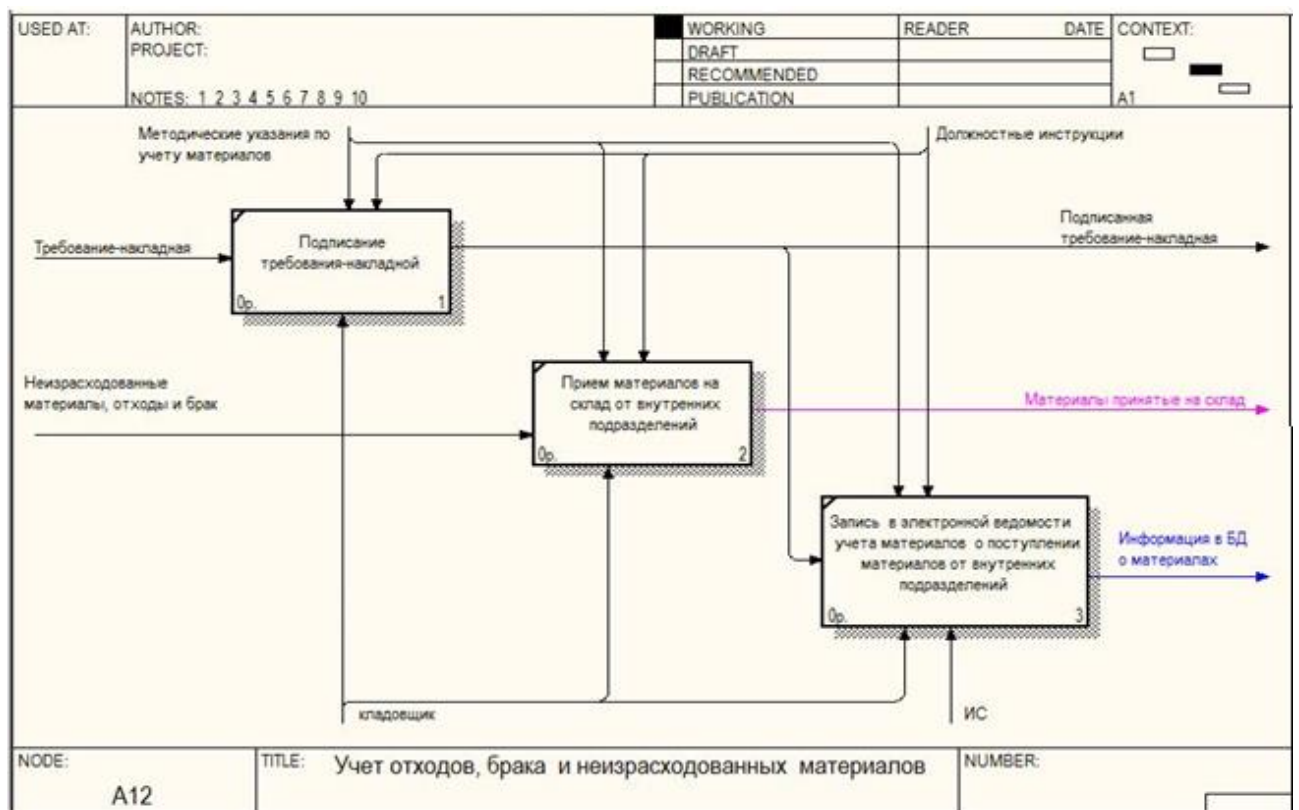 USED AT:
AUTHOR:
PROJECT:
NOTES: 1 2 3 4 5 6 7 8 9 10
WORKING
DRAFT
RECOMMENDED
PUBLICATION
READER
DATE
CONTEXT:
A1
Методические указания по
учету материалов
Должностные инструкции
Требование-накладная
Подписание
требования-накладной
0р.
1
Подписанная
требование-накладная
Неизрасходованные
материалы, отходы и брак
Прием материалов на
склад от внутренних
подразделений
0р.
2
Материалы принятые на склад
Запись в электронной ведомости
учета материалов о поступлении
материалов от внутренних
подразделений
0р.
3
Информация в БД
о материалах
кладовщик
ИС
NODE:
A12
TITLE:
Учет отходов, брака и неизрасходованных материалов
NUMBER: